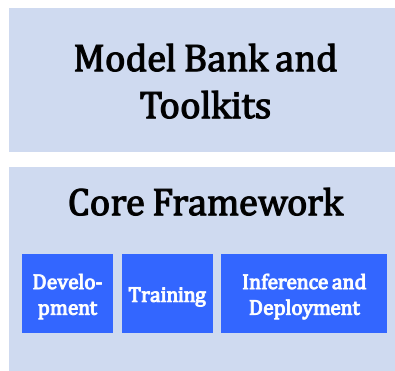 Model Bank and
Toolkits
Core Framework
Develo-
pment
Training
Inference and
Deployment